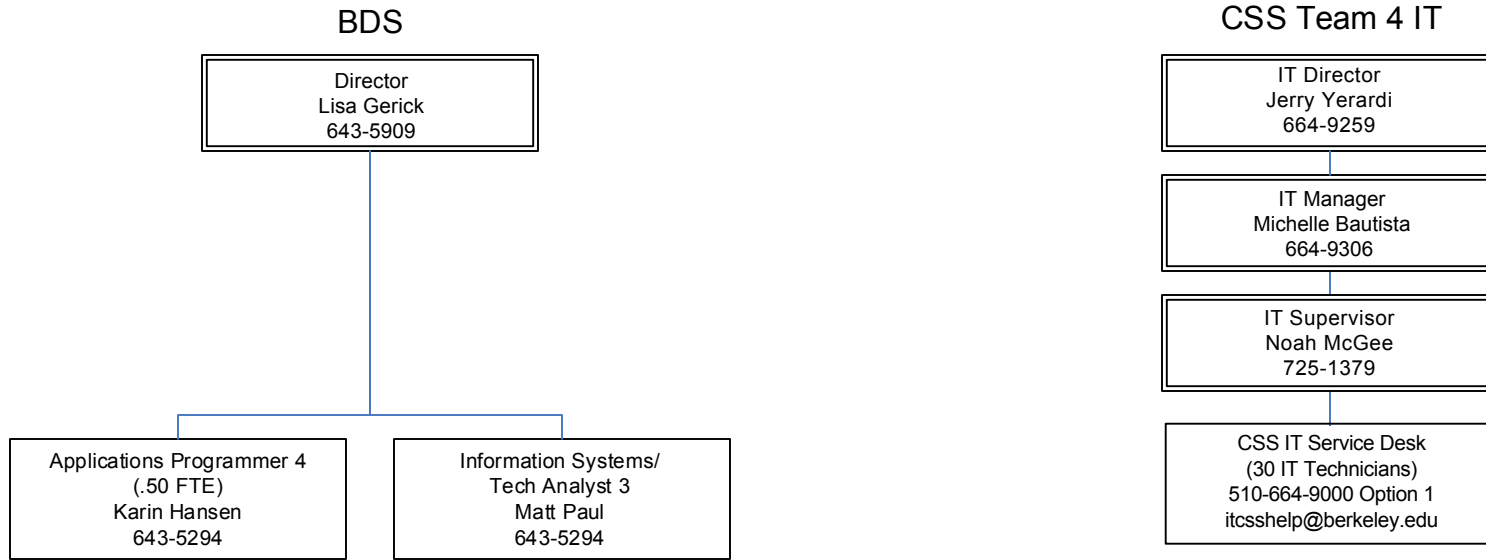 BDS
Director
Lisa Gerick
643-5909
Applications Programmer 4
(.50 FTE)
Karin Hansen
643-5294
Information Systems/
Tech Analyst 3
Matt Paul
643-5294
CSS Team 4 IT
IT Director
Jerry Yerardi
664-9259
IT Manager
Michelle Bautista
664-9306
IT Supervisor
Noah McGee
725-1379
CSS IT Service Desk
(30 IT Technicians)
510-664-9000 Option 1
itcsshelp@berkeley.edu